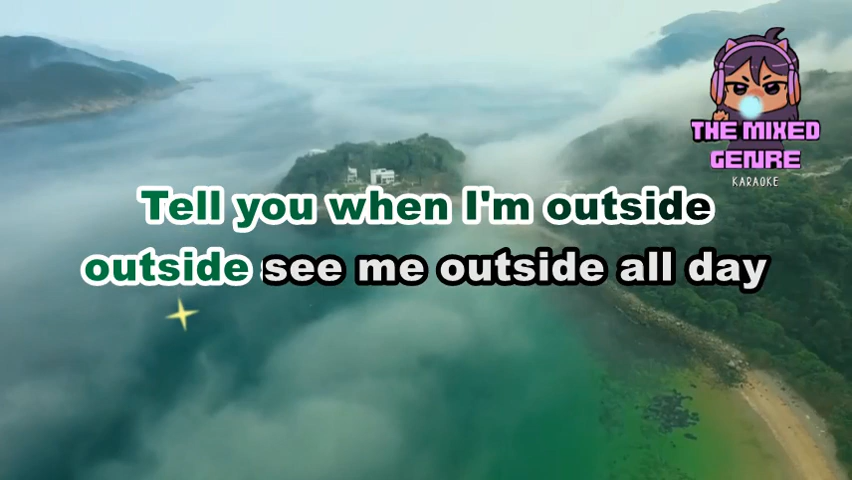 THE MIXED
GENRE
KARAOKE
Tell you when I'm outside
outside see me outside all day